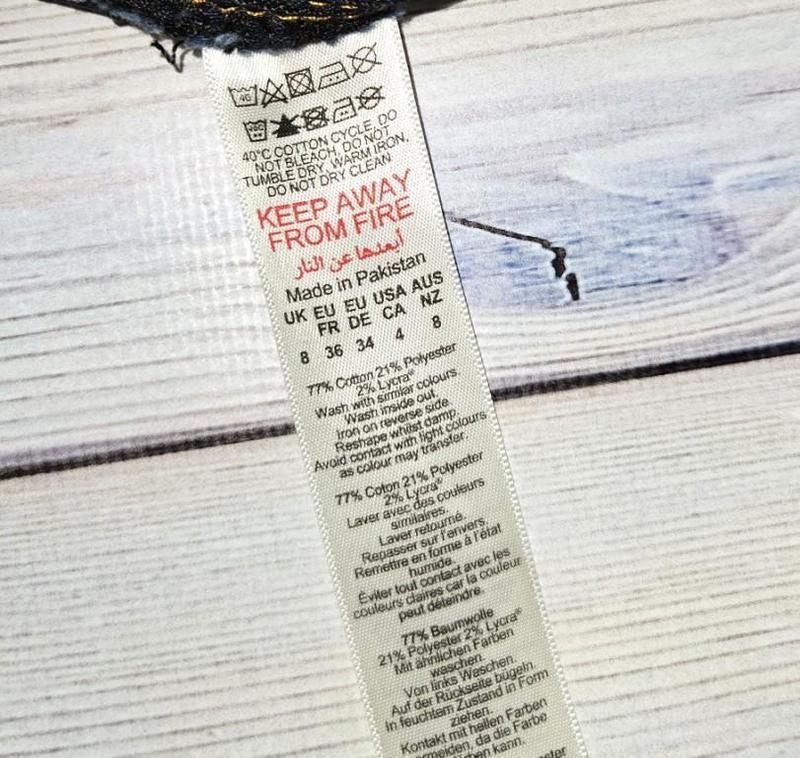 40
40°C COTTON CYCLE, DO
NOT BLEACH, DO NOT
TUMBLE DRY, WARM IRON,
DO NOT DRY CLEAN
KEEP AWAY
FROM FIRE
أبعدها عن النار
Made in Pakistan
UK EU EU USA AUS
FR DE CA NZ
8 36 34 4 8
77% Cotton 21% Polyester
2% Lycra®
Wash with similar colours.
Wash inside out.
Iron on reverse side.
Reshape whilst damp.
Avoid contact with light colours
as colour may transfer.
77% Coton 21% Polyester
2% Lycra®
Laver avec des couleurs
similaires.
Laver retourné.
Repasser sur l'envers.
Remettre en forme à l'état
humide.
Éviter tout contact avec les
couleurs claires car la couleur
peut déteindre.
77% Baumwolle
21% Polyester 2% Lycra®
Mit ähnlichen Farben
waschen.
Von links Waschen.
Auf der Rückseite bügeln.
In feuchtem Zustand in Form
ziehen.
Kontakt mit hellen Farben
da die Farbe
kann.